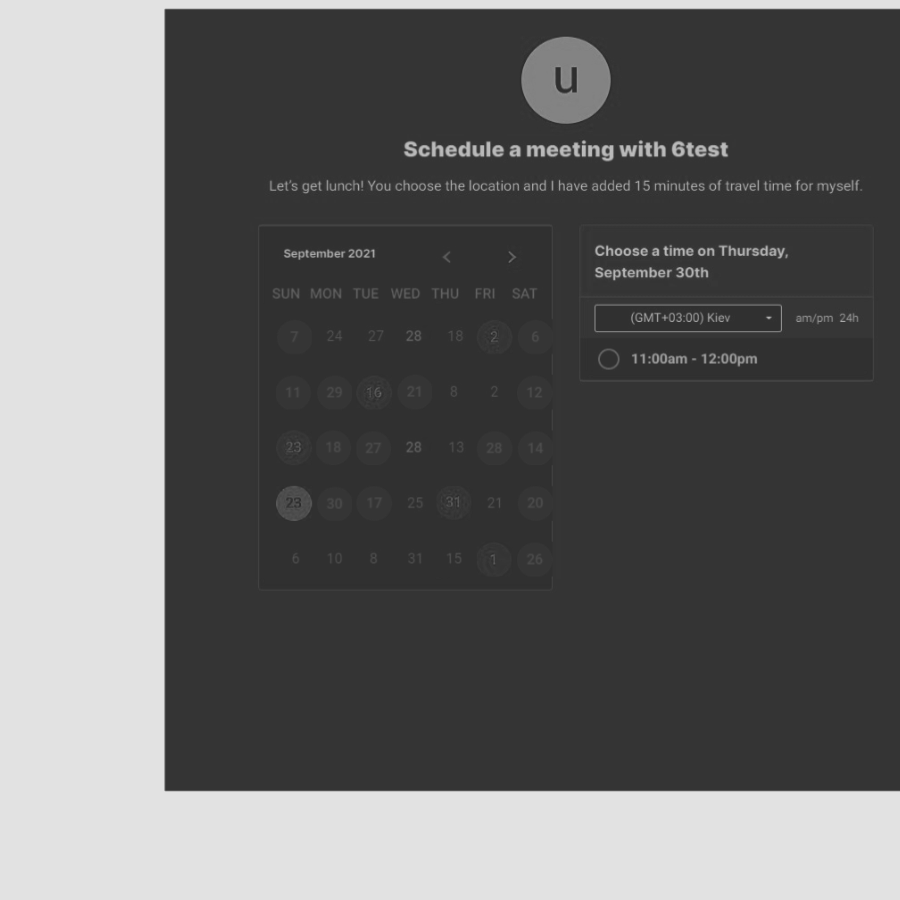 u
Schedule a meeting with 6test
Let's get lunch! You choose the location and I have added 15 minutes of travel time for myself.
September 2021
SUN MON TUE WED THU FRI SAT
7 24 27 28 18 2 6
11 29 16 21 8 2 12
23 18 27 28 13 28 14
23 30 17 25 31 21 20
6 10 8 31 15 1 26
Choose a time on Thursday,
September 30th
(GMT+03:00) Kiev am/pm 24h
11:00am - 12:00pm